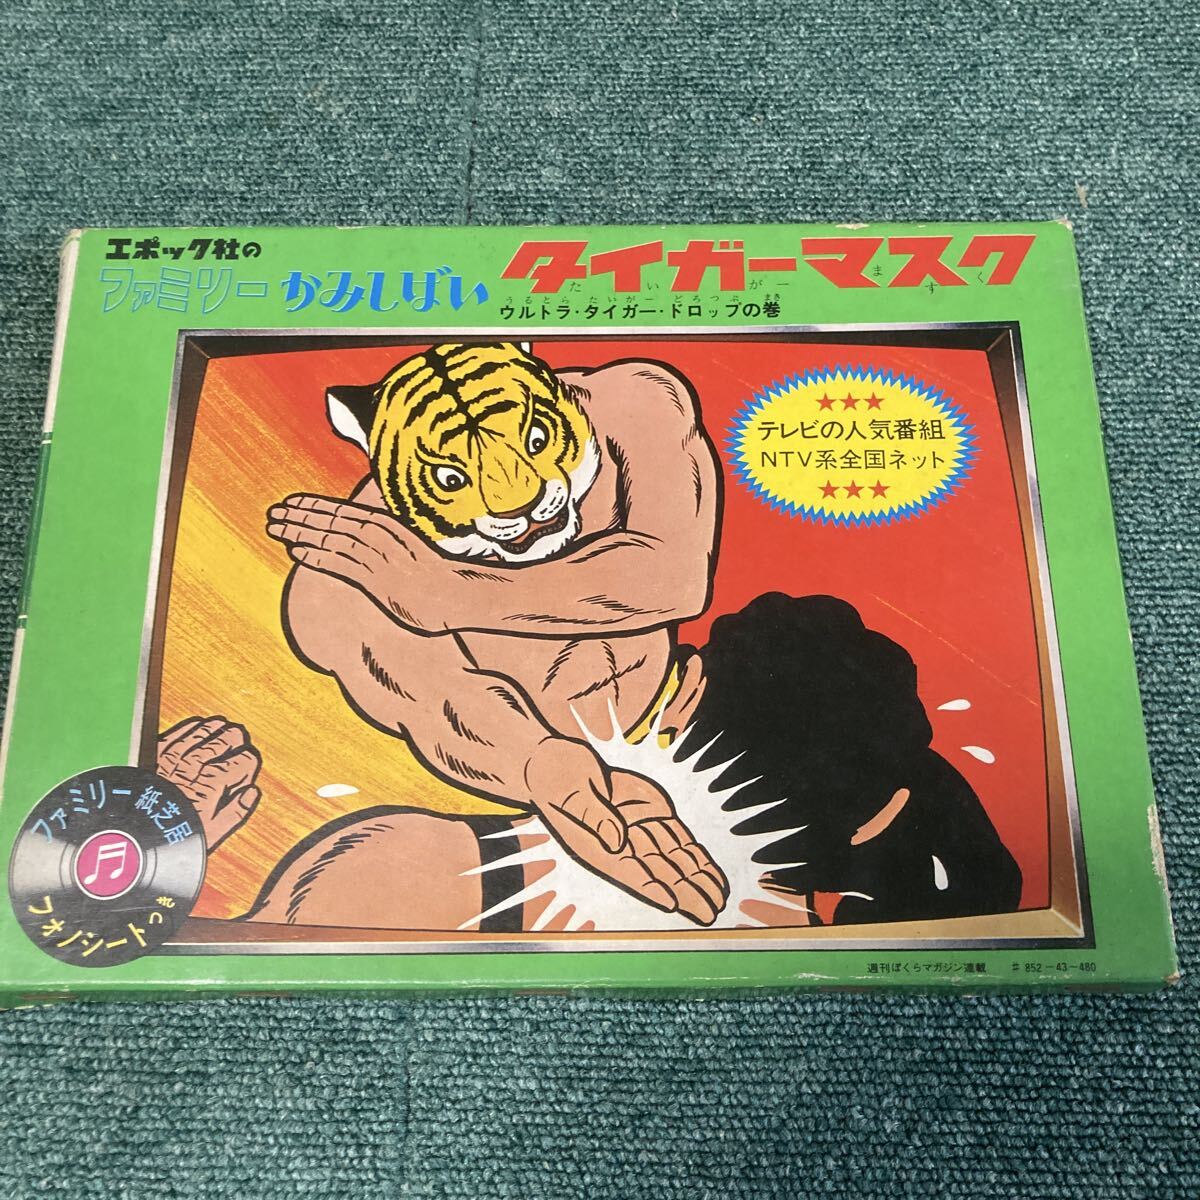 エポック社の
ファミリーかみしばい
タイガーマスク
たいがー ますく
うるとら たいがー どろっぷ まき
ウルトラ・タイガー・ドロップの巻
★★★
テレビの人気番組
NTV系全国ネット
★★★
ファミリー紙芝居
フォノシートつき
週刊ぼくらマガジン連載 #852-43-480